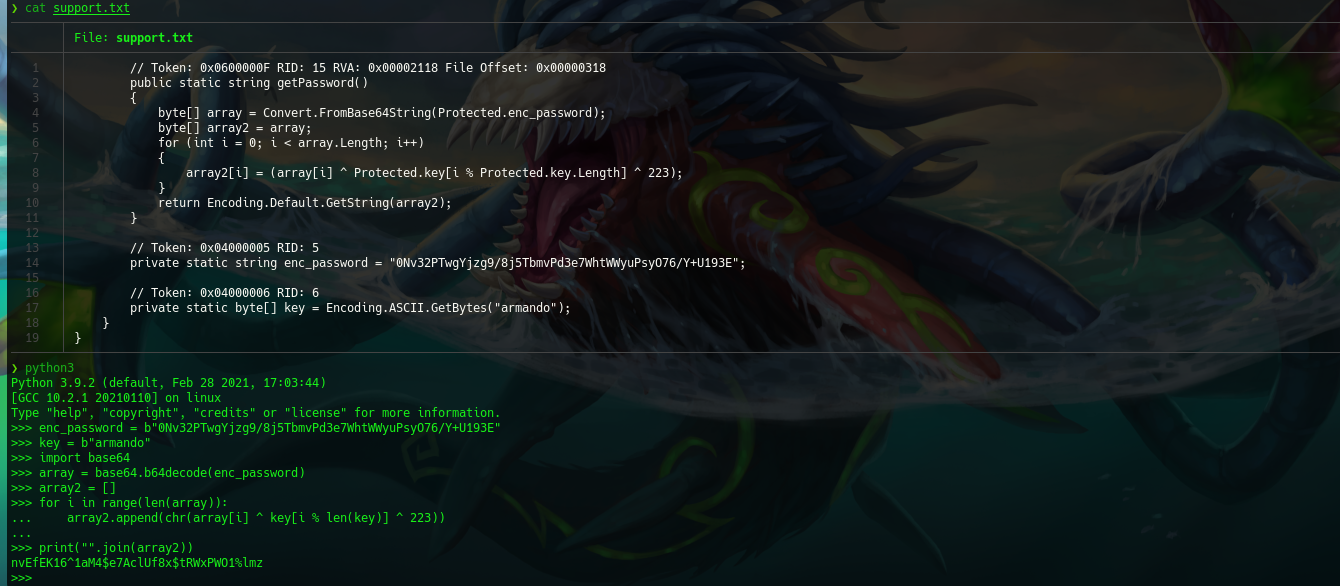 ❯ cat support.txt
File: support.txt
1 // Token: 0x0600000F RID: 15 RVA: 0x00002118 File Offset: 0x00000318
2 public static string getPassword()
3 {
4 byte[] array = Convert.FromBase64String(Protected.enc_password);
5 byte[] array2 = array;
6 for (int i = 0; i < array.Length; i++)
7 {
8 array2[i] = (array[i] ^ Protected.key[i % Protected.key.Length] ^ 223);
9 }
10 return Encoding.Default.GetString(array2);
11 }
12
13 // Token: 0x04000005 RID: 5
14 private static string enc_password = "0Nv32PTwgYjzg9/8j5TbmvPd3e7WhtWWyuPsyO76/Y+U193E";
15
16 // Token: 0x04000006 RID: 6
17 private static byte[] key = Encoding.ASCII.GetBytes("armando");
18 }
19 }
❯ python3
Python 3.9.2 (default, Feb 28 2021, 17:03:44)
[GCC 10.2.1 20210110] on linux
Type "help", "copyright", "credits" or "license" for more information.
>>> enc_password = b"0Nv32PTwgYjzg9/8j5TbmvPd3e7WhtWWyuPsyO76/Y+U193E"
>>> key = b"armando"
>>> import base64
>>> array = base64.b64decode(enc_password)
>>> array2 = []
>>> for i in range(len(array)):
... array2.append(chr(array[i] ^ key[i % len(key)] ^ 223))
...
>>> print("".join(array2))
nvEfEK16^1aM4$e7AclUf8x$tRWxPWO1%lmz
>>>